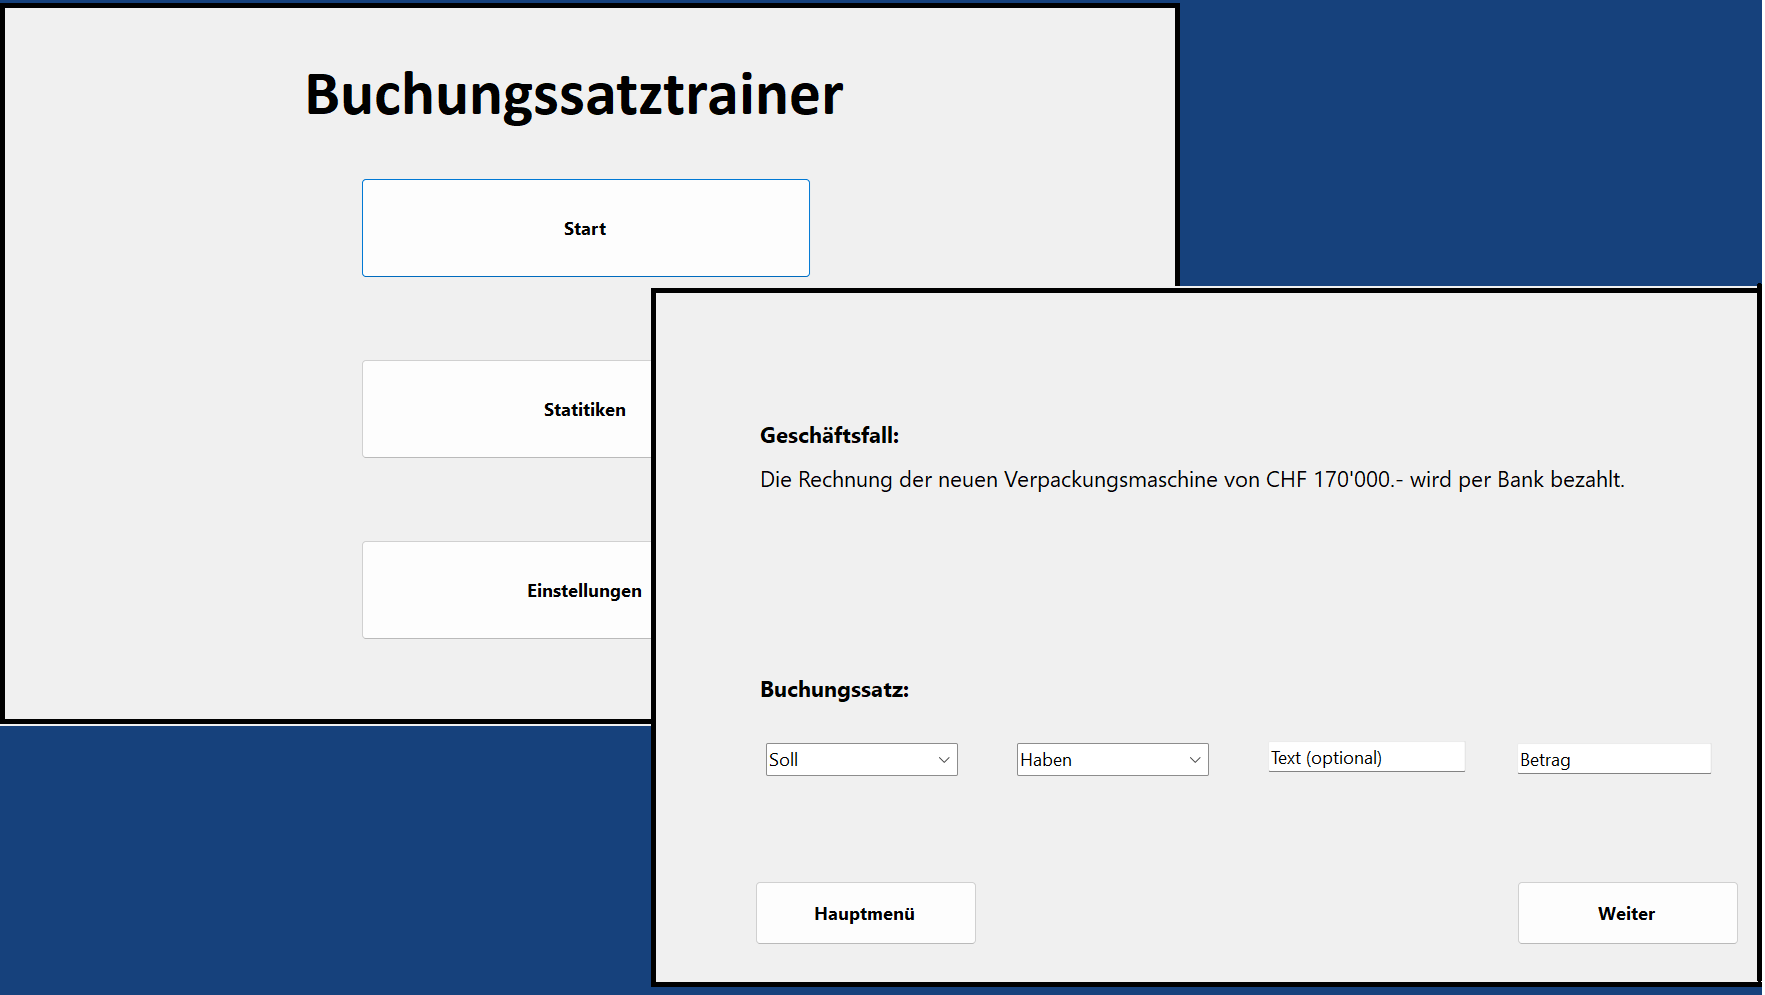 Buchungssatztrainer
Start
Statitiken
Einstellungen
Geschäftsfall:
Die Rechnung der neuen Verpackungsmaschine von CHF 170'000.- wird per Bank bezahlt.
Buchungssatz:
Soll Haben Text (optional) Betrag
Hauptmenü Weiter